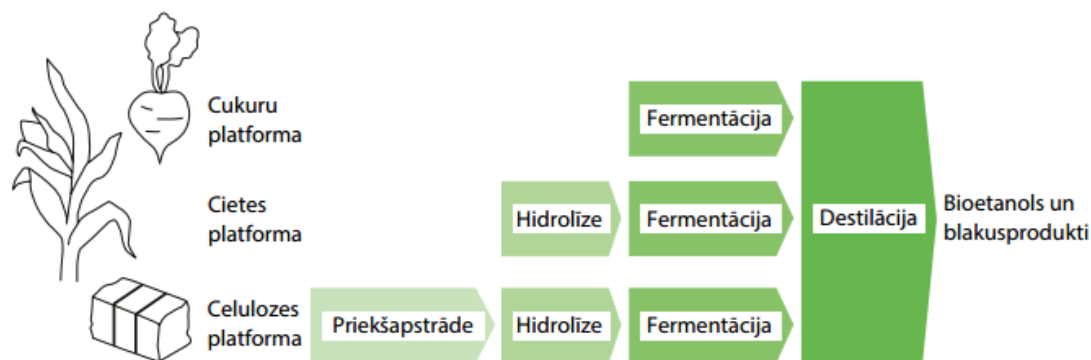 Cukuru
platforma
Fermentācija
Cietes
platforma
Hidrolīze
Fermentācija
Destilācija
Bioetanols un
blakusprodukti
Celulozes
platforma
Priekšapstrāde
Hidrolīze
Fermentācija